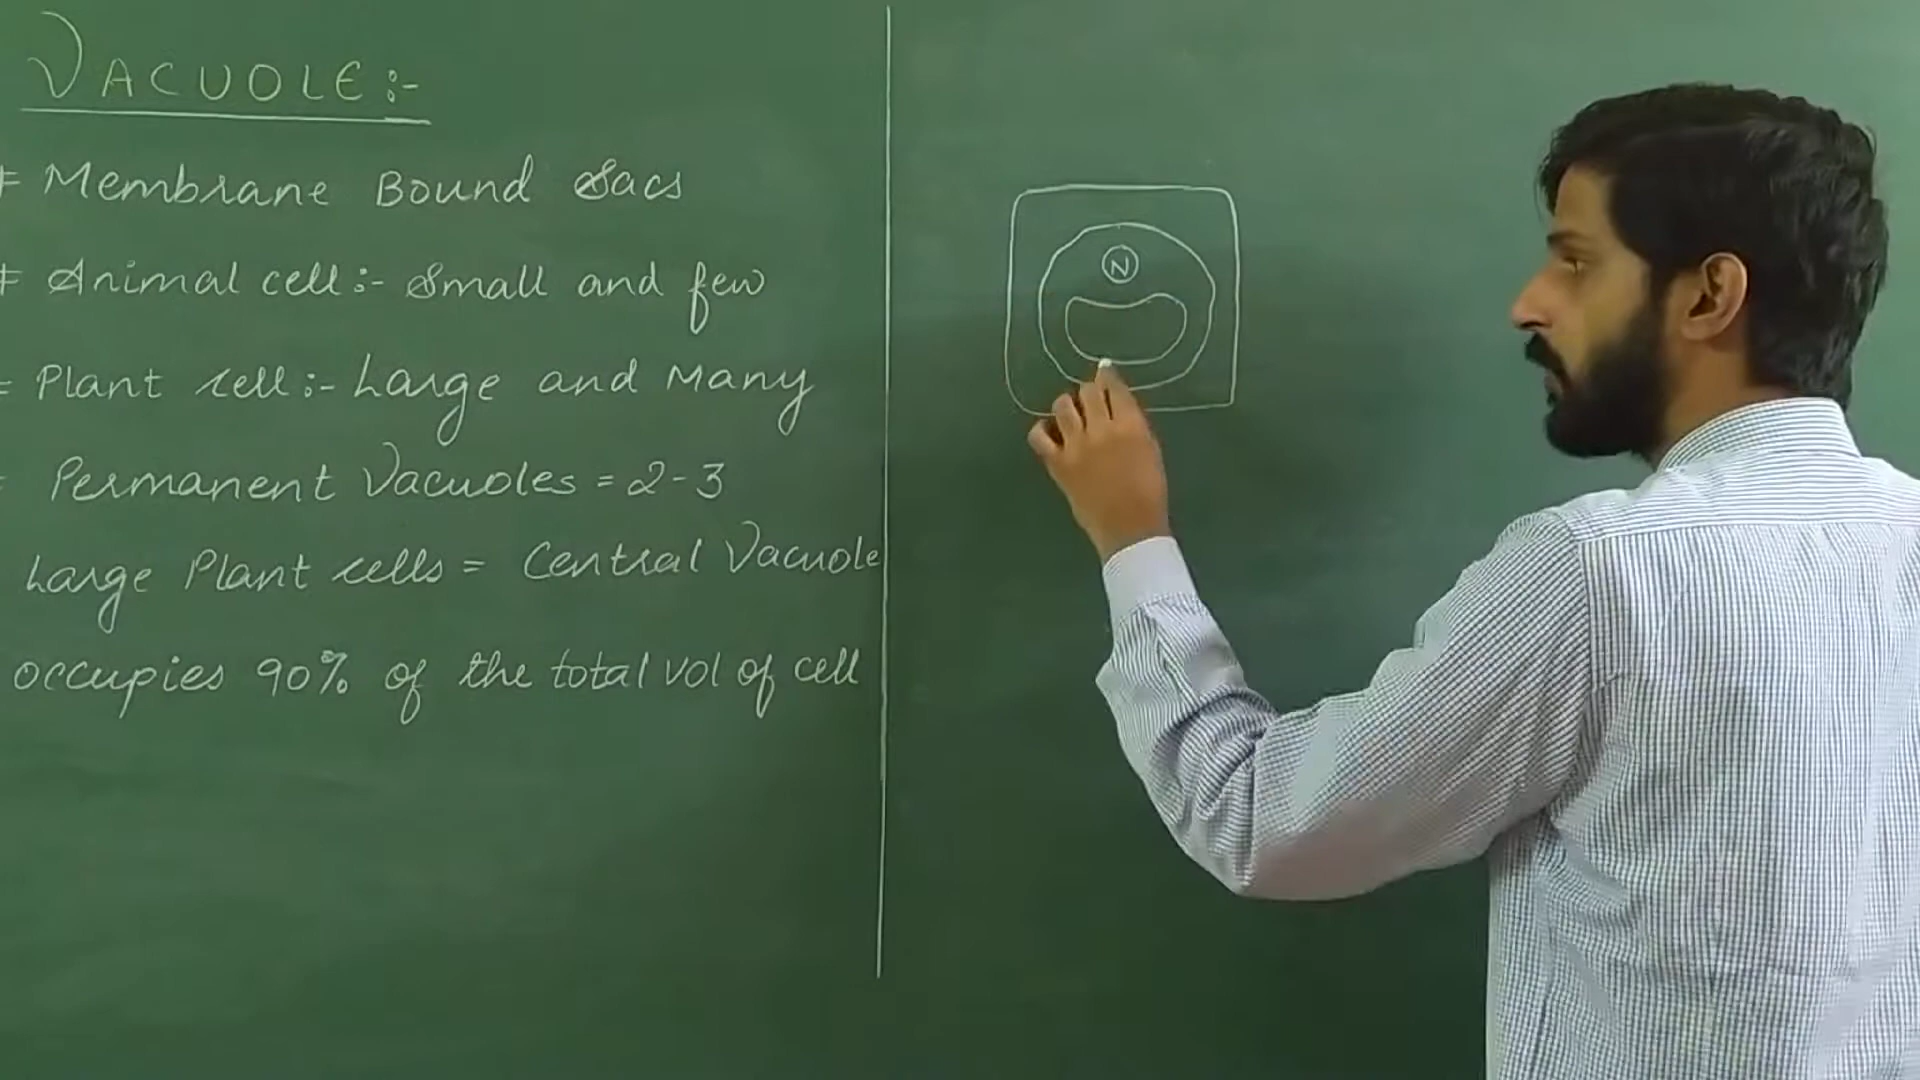 VACUOLE:-
# Membrane Bound Sacs
# Animal cell:- Small and few
= Plant cell:- Large and Many
= Permanent Vacuoles = 2-3
Large Plant cells = Central Vacuole
occupies 90% of the total vol of cell
N